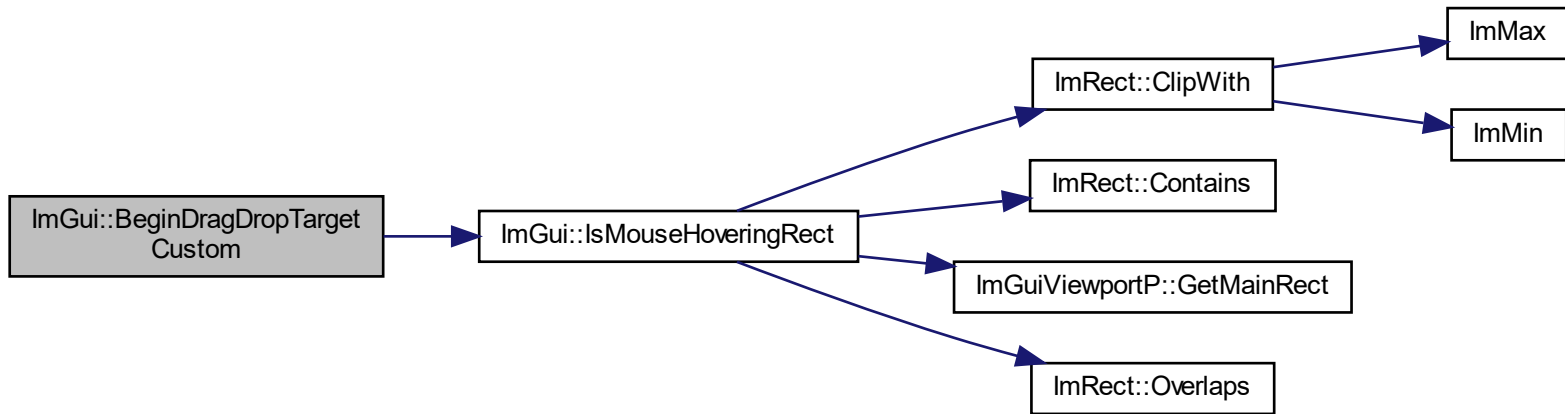 ImGui::BeginDragDropTarget
Custom
ImGui::IsMouseHoveringRect
ImRect::ClipWith
ImMax
ImMin
ImRect::Contains
ImGuiViewportP::GetMainRect
ImRect::Overlaps